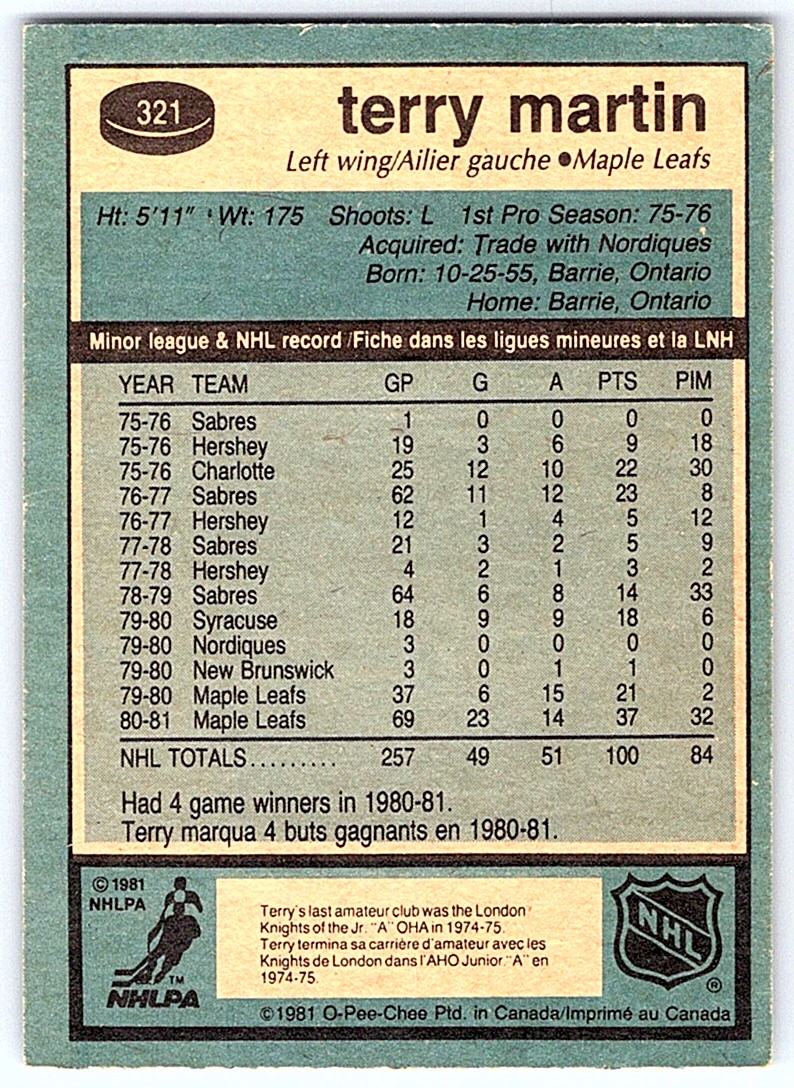 321
terry martin
Left wing/Ailier gauche ●Maple Leafs
Ht: 5'11" Wt: 175 Shoots: L 1st Pro Season: 75-76
Acquired: Trade with Nordiques
Born: 10-25-55, Barrie, Ontario
Home: Barrie, Ontario
Minor league & NHL record /Fiche dans les ligues mineures et la LNH
YEAR TEAM GP G A PTS PIM
75-76 Sabres 1 0 0 0 0
75-76 Hershey 19 3 6 9 18
75-76 Charlotte 25 12 10 22 30
76-77 Sabres 62 11 12 23 8
76-77 Hershey 12 1 4 5 12
77-78 Sabres 21 3 2 5 9
77-78 Hershey 4 2 1 3 2
78-79 Sabres 64 6 8 14 33
79-80 Syracuse 18 9 9 18 6
79-80 Nordiques 3 0 0 0 0
79-80 New Brunswick 3 0 1 1 0
79-80 Maple Leafs 37 6 15 21 2
80-81 Maple Leafs 69 23 14 37 32
NHL TOTALS......... 257 49 51 100 84
Had 4 game winners in 1980-81.
Terry marqua 4 buts gagnants en 1980-81.
© 1981
NHLPA
TM
NHLPA
Terry's last amateur club was the London
Knights of the Jr. "A" OHA in 1974-75.
Terry termina sa carrière d'amateur avec les
Knights de London dans l'AHO Junior "A" en
1974-75.
NHL
®
©1981 O-Pee-Chee Ptd. in Canada/Imprimé au Canada